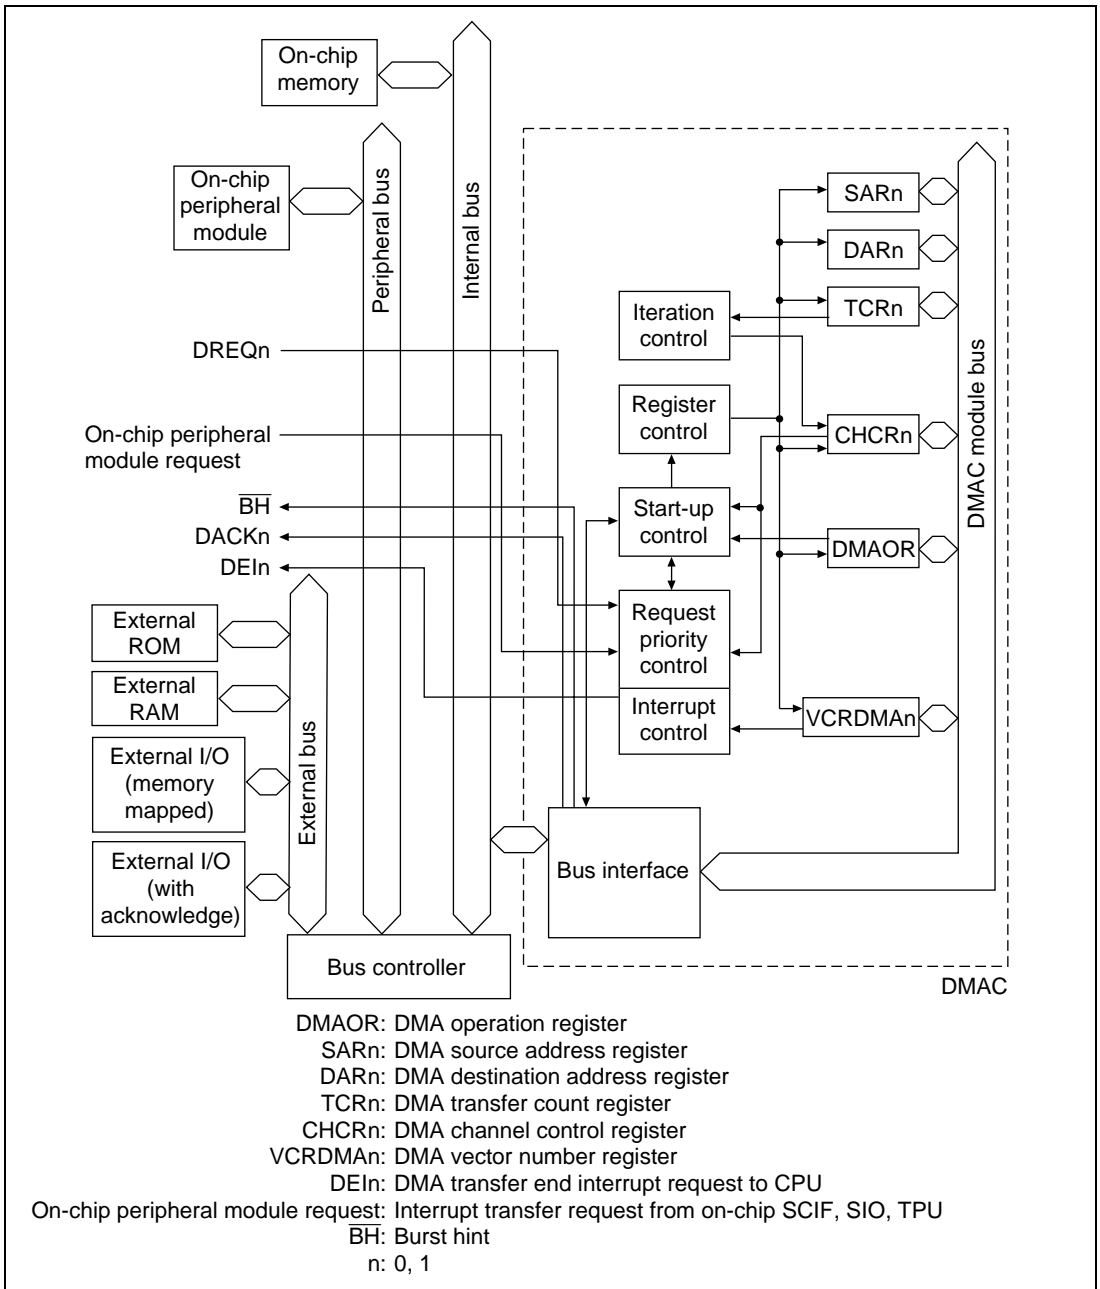 On-chip
memory
On-chip
peripheral
module
Peripheral bus
Internal bus
SARn
DARn
TCRn
Iteration
control
DREQn
Register
control
On-chip peripheral
module request
CHCRn
DMAC module bus
BH
Start-up
control
DACKn
DMAOR
DEIn
External
ROM
Request
priority
control
External
RAM
Interrupt
control
VCRDMAn
External I/O
(memory
mapped)
External bus
External I/O
(with
acknowledge)
Bus interface
Bus controller
DMAC
DMAOR: DMA operation register
SARn: DMA source address register
DARn: DMA destination address register
TCRn: DMA transfer count register
CHCRn: DMA channel control register
VCRDMAn: DMA vector number register
DEIn: DMA transfer end interrupt request to CPU
On-chip peripheral module request: Interrupt transfer request from on-chip SCIF, SIO, TPU
BH: Burst hint
n: 0, 1